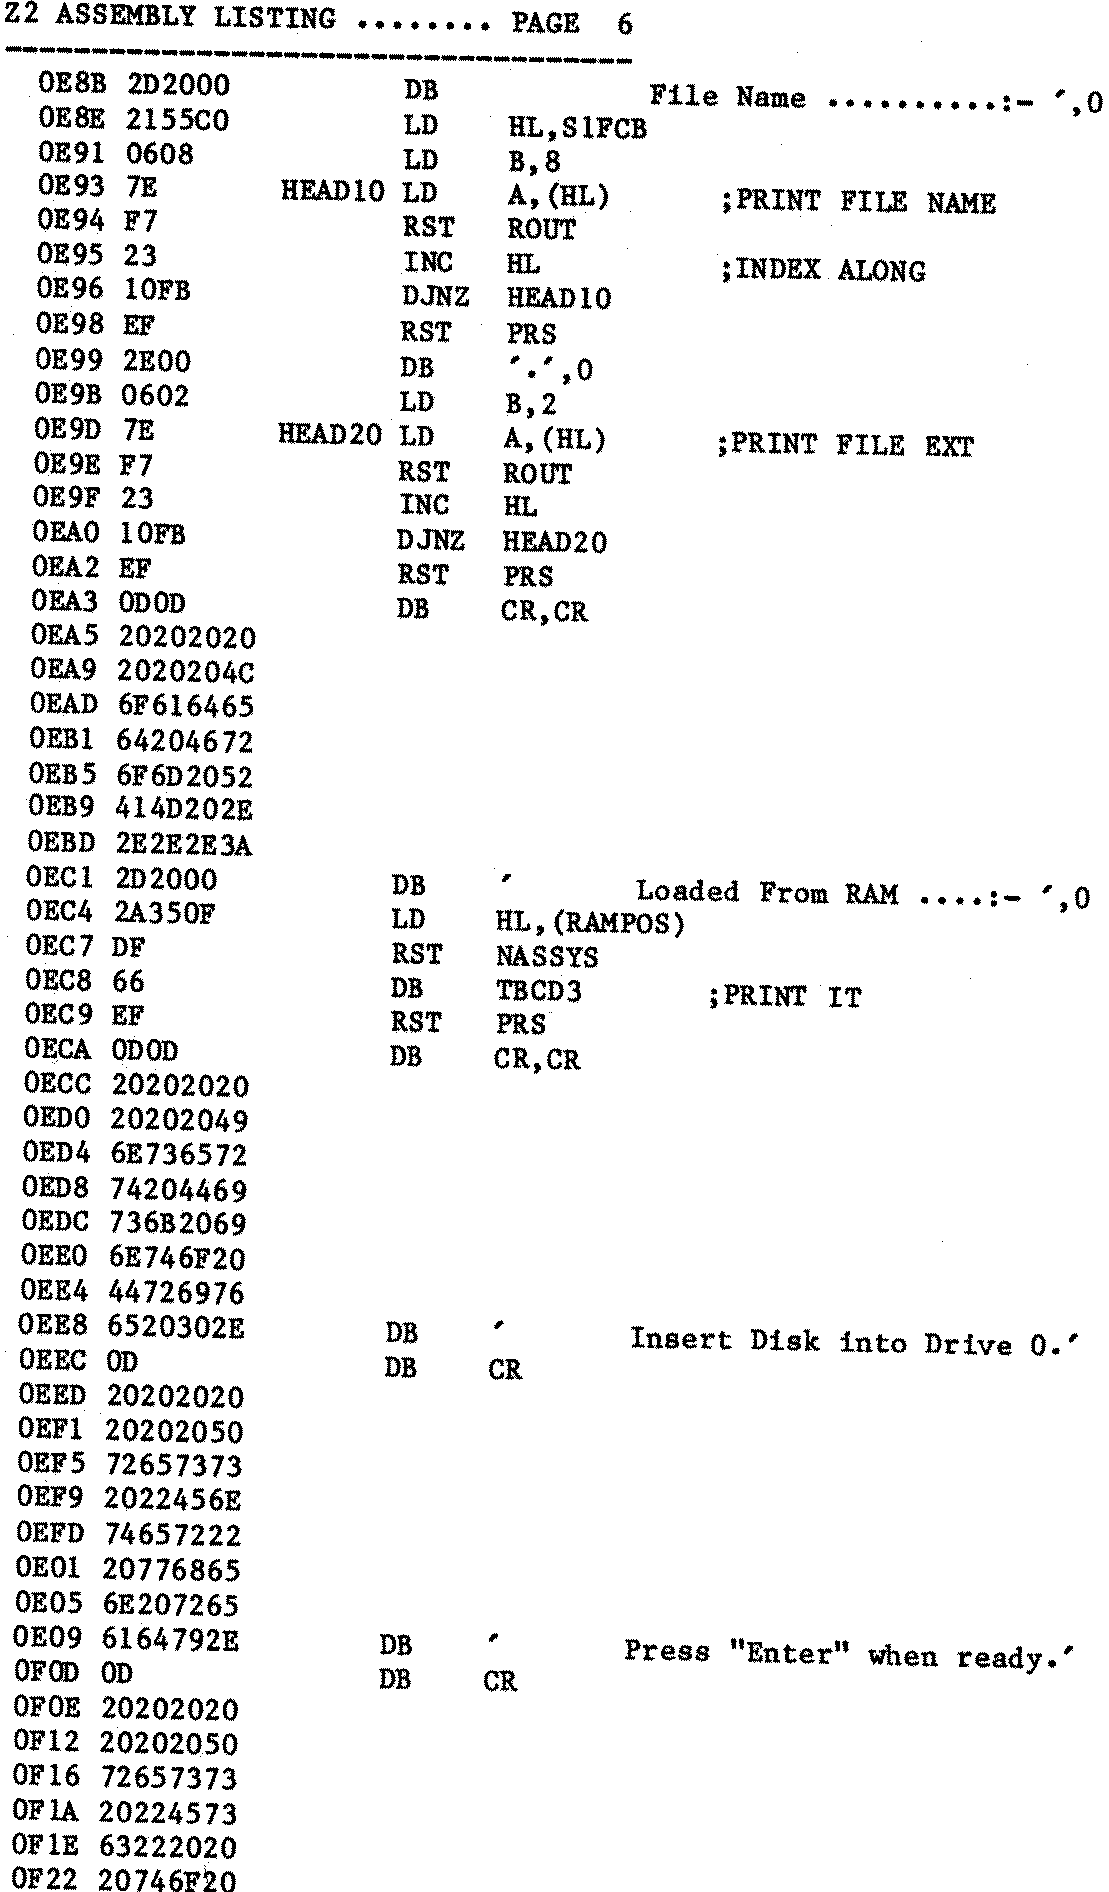 Z2 ASSEMBLY LISTING ........ PAGE 6
------------------------------------
0E8B 2D2000 DB File Name ..........:- ',0
0E8E 2155C0 LD HL,S1FCB
0E91 0608 LD B,8
0E93 7E HEAD10 LD A,(HL) ;PRINT FILE NAME
0E94 F7 RST ROUT
0E95 23 INC HL ;INDEX ALONG
0E96 10FB DJNZ HEAD10
0E98 EF RST PRS
0E99 2E00 DB '.',0
0E9B 0602 LD B,2
0E9D 7E HEAD20 LD A,(HL) ;PRINT FILE EXT
0E9E F7 RST ROUT
0E9F 23 INC HL
0EA0 10FB DJNZ HEAD20
0EA2 EF RST PRS
0EA3 0D0D DB CR,CR
0EA5 20202020
0EA9 2020204C
0EAD 6F616465
0EB1 64204672
0EB5 6F6D2052
0EB9 414D202E
0EBD 2E2E2E3A
0EC1 2D2000 DB ' Loaded From RAM ....:- ',0
0EC4 2A350F LD HL,(RAMPOS)
0EC7 DF RST NASSYS
0EC8 66 DB TBCD3 ;PRINT IT
0EC9 EF RST PRS
0ECA 0D0D DB CR,CR
0ECC 20202020
0ED0 20202049
0ED4 6E736572
0ED8 74204469
0EDC 736B2069
0EE0 6E746F20
0EE4 44726976
0EE8 6520302E DB ' Insert Disk into Drive 0.'
0EEC 0D DB CR
0EED 20202020
0EF1 20202050
0EF5 72657373
0EF9 2022456E
0EFD 74657222
0E01 20776865
0E05 6E207265
0E09 6164792E DB ' Press "Enter" when ready.'
0F0D 0D DB CR
0F0E 20202020
0F12 20202050
0F16 72657373
0F1A 20224573
0F1E 63222020
0F22 20746F20